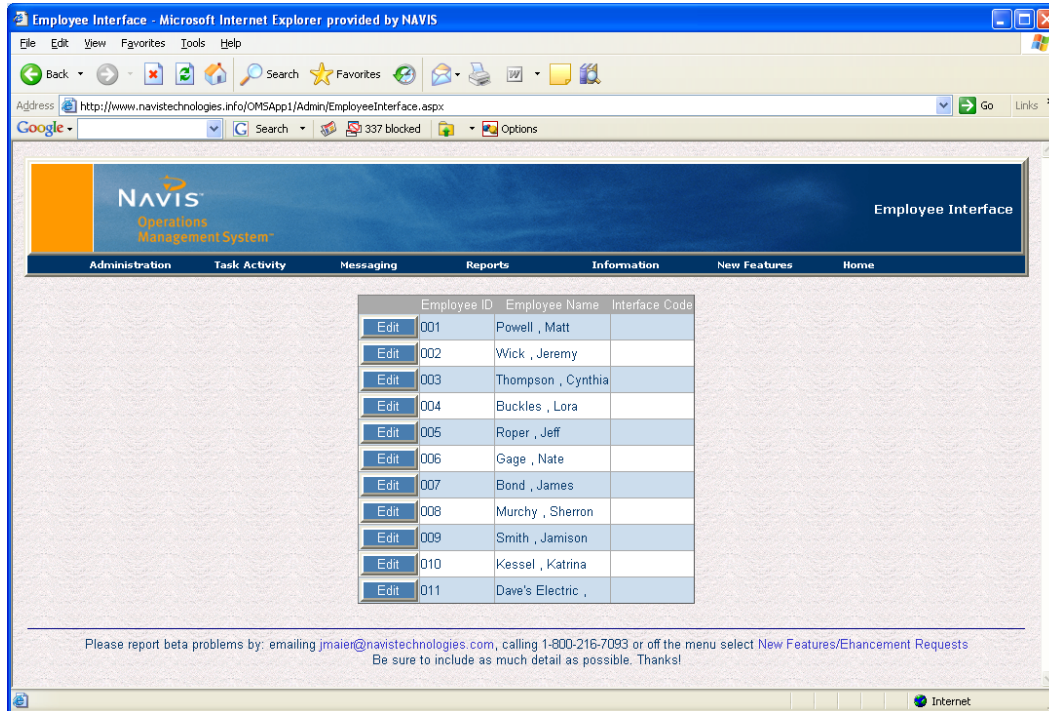 Employee Interface - Microsoft Internet Explorer provided by NAVIS
File Edit View Favorites Tools Help
Back Search Favorites
Address http://www.navistechnologies.info/OMSApp1/Admin/EmployeeInterface.aspx Go Links
Google Search 337 blocked Options
NAVIS™
Operations
Management System™
Employee Interface
Administration Task Activity Messaging Reports Information New Features Home
Employee ID Employee Name Interface Code
Edit 001 Powell , Matt
Edit 002 Wick , Jeremy
Edit 003 Thompson , Cynthia
Edit 004 Buckles , Lora
Edit 005 Roper , Jeff
Edit 006 Gage , Nate
Edit 007 Bond , James
Edit 008 Murchy , Sherron
Edit 009 Smith , Jamison
Edit 010 Kessel , Katrina
Edit 011 Dave's Electric ,
Please report beta problems by: emailing jmaier@navistechnologies.com, calling 1-800-216-7093 or off the menu select New Features/Ehancement Requests
Be sure to include as much detail as possible. Thanks!
Internet